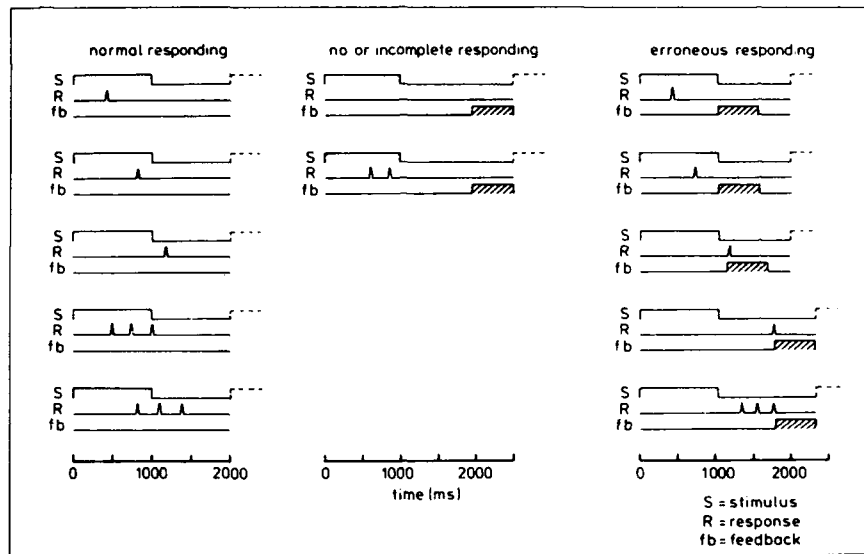 normal responding
S
R
fb
S
R
fb
S
R
fb
S
R
fb
S
R
fb
0 1000 2000
no or incomplete responding
S
R
fb
S
R
fb
0 1000 2000
time (ms)
erroneous responding
S
R
fb
S
R
fb
S
R
fb
S
R
fb
S
R
fb
0 1000 2000
S = stimulus
R = response
fb = feedback